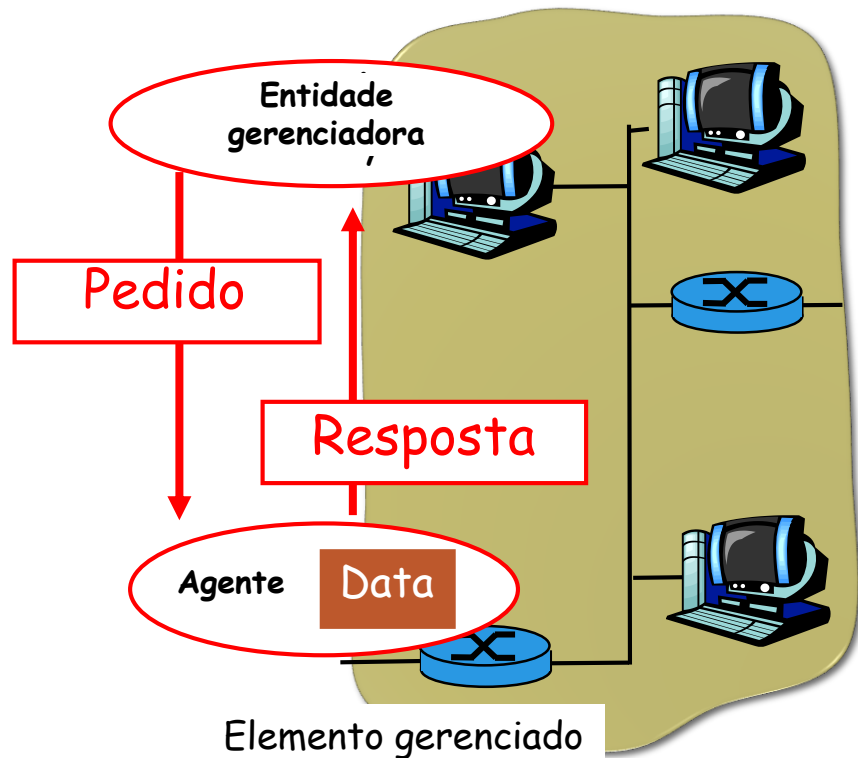 Entidade
gerenciadora
Pedido
Resposta
Agente
Data
Elemento gerenciado